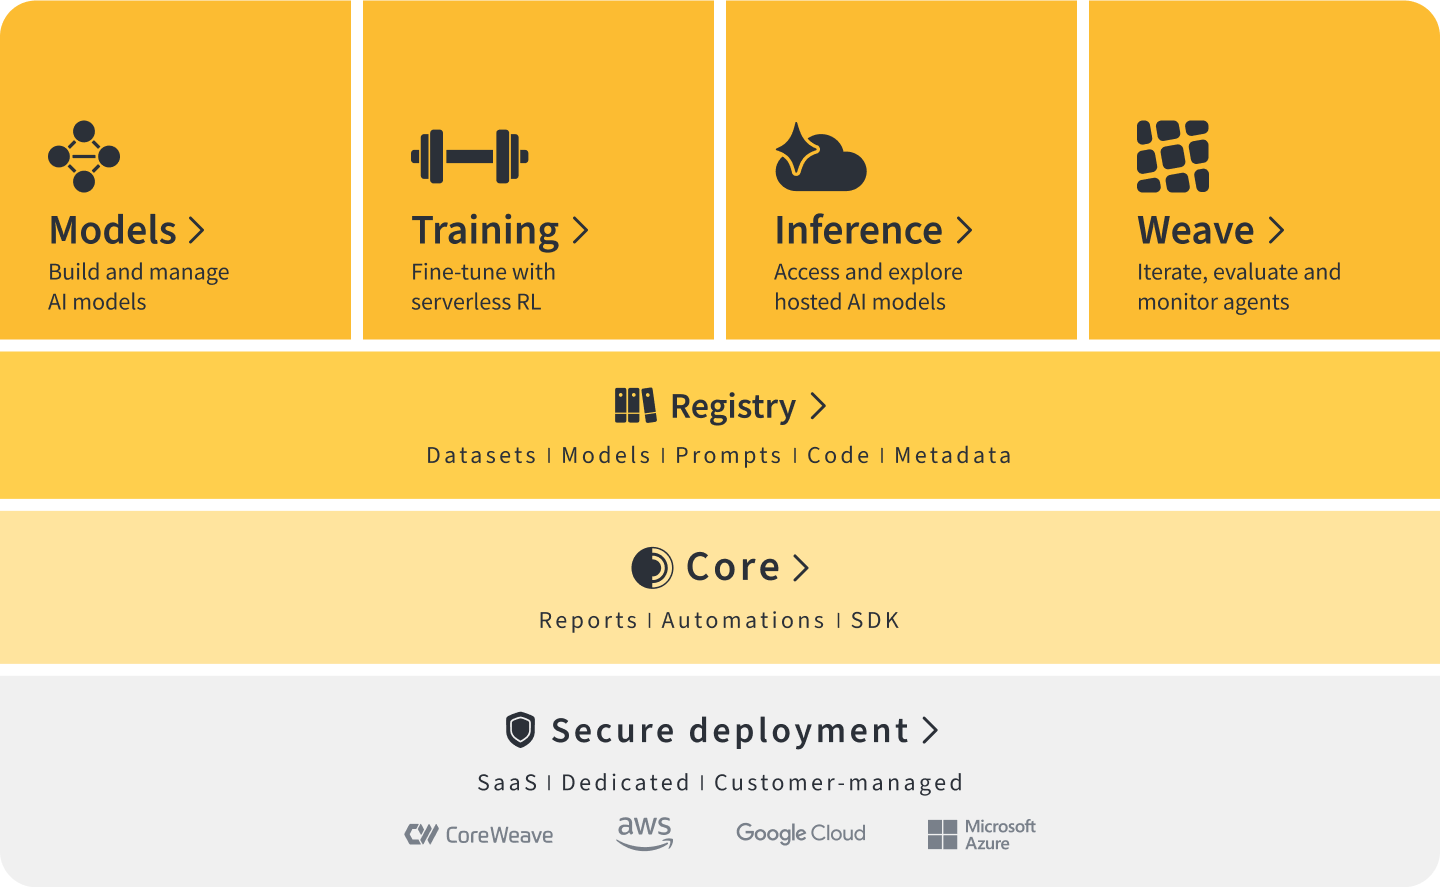 Models
Build and manage
AI models
Training
Fine-tune with
serverless RL
Inference
Access and explore
hosted AI models
Weave
Iterate, evaluate and
monitor agents
Registry
Datasets | Models | Prompts | Code | Metadata
Core
Reports | Automations | SDK
Secure deployment
SaaS | Dedicated | Customer-managed
CoreWeave
aws
Google Cloud
Microsoft
Azure